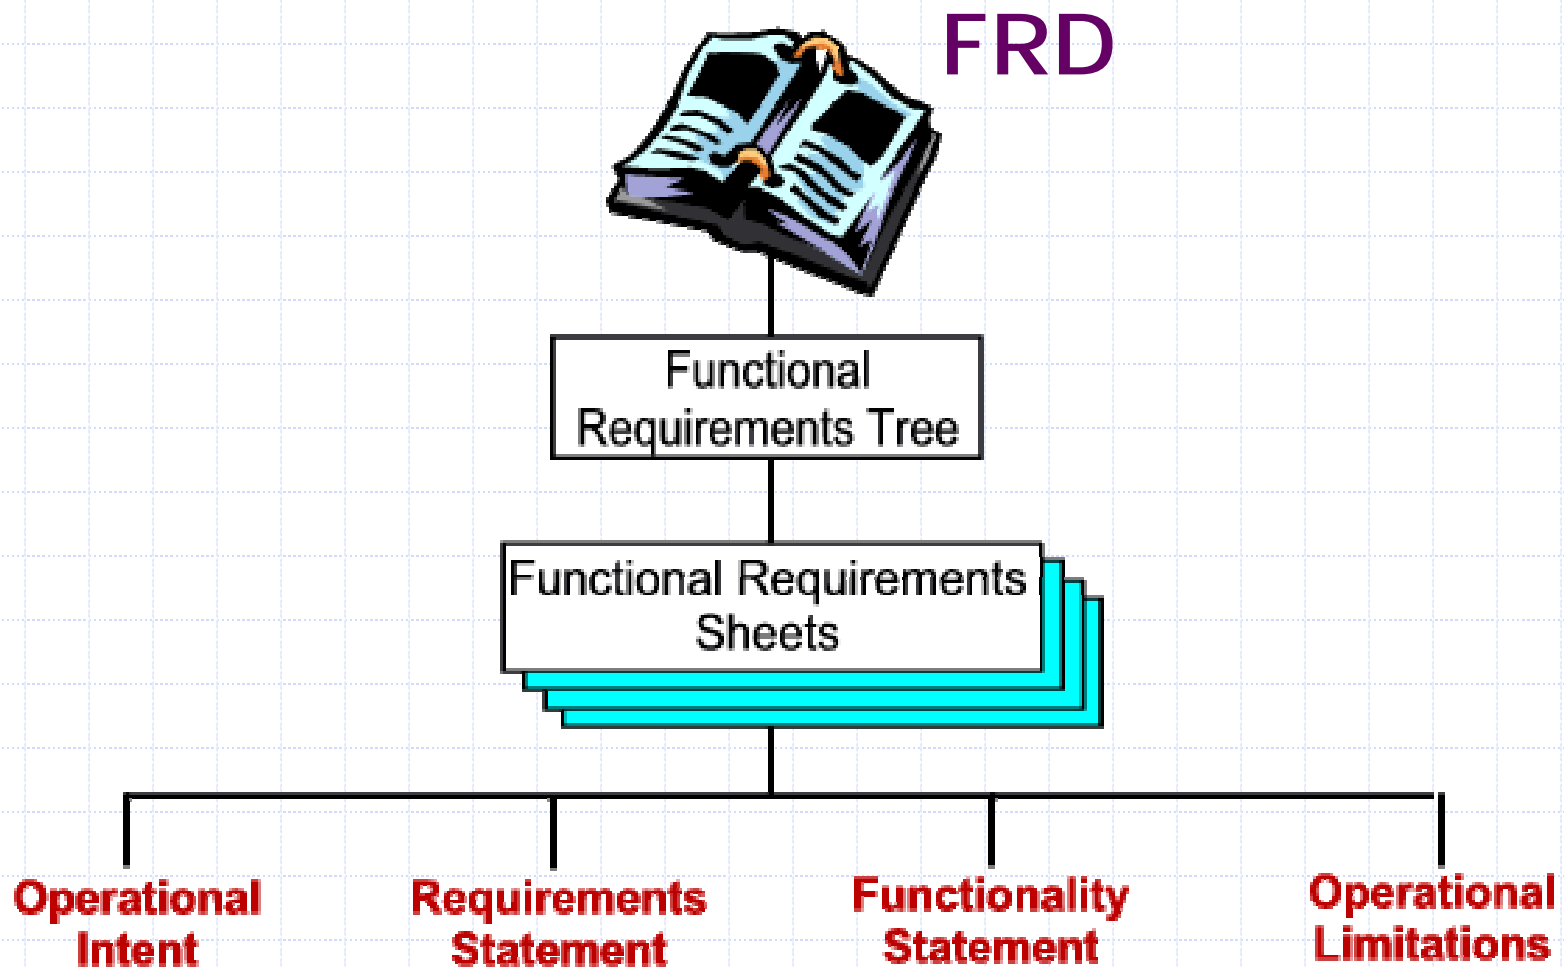 FRD
Functional
Requirements Tree
Functional Requirements
Sheets
Operational
Intent
Requirements
Statement
Functionality
Statement
Operational
Limitations